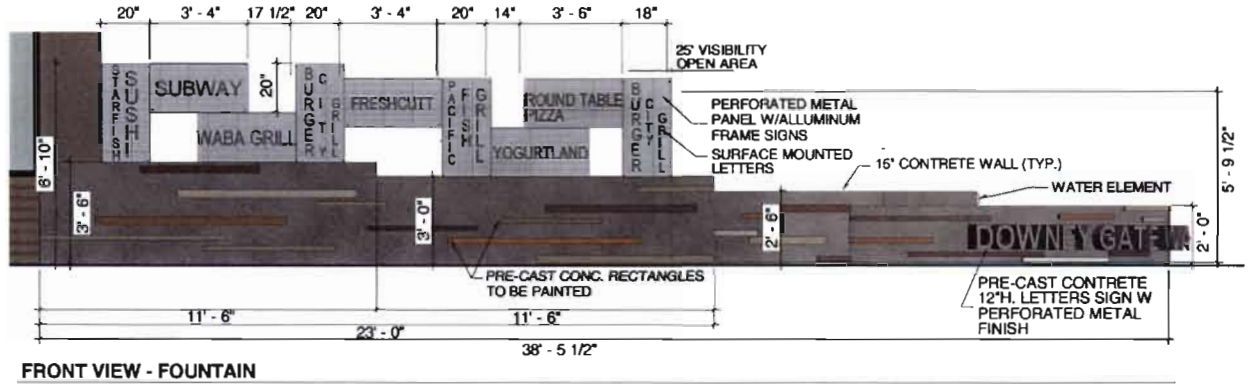 20" 3' - 4" 17 1/2" 20" 3' - 4" 20" 14" 3' - 6" 18"
25' VISIBILITY
OPEN AREA
STARFISH
SUSHI
SUBWAY
20"
WABA GRILL
BURGER
CITY
GRILL
FRESHCUTT
PACIFIC
FISH
GRILL
ROUND TABLE
PIZZA
YOGURTLAND
BURGER
CITY
GRILL
PERFORATED METAL
PANEL W/ALLUMINUM
FRAME SIGNS
SURFACE MOUNTED
LETTERS
15" CONTRETE WALL (TYP.)
WATER ELEMENT
6' - 10"
3' - 6"
3' - 0"
2' - 6"
5' - 9 1/2"
2' - 0"
DOWNEY GATEWA
PRE-CAST CONC. RECTANGLES
TO BE PAINTED
PRE-CAST CONTRETE
12"H. LETTERS SIGN W
PERFORATED METAL
FINISH
11' - 6" 11' - 6"
23' - 0"
38' - 5 1/2"
FRONT VIEW - FOUNTAIN